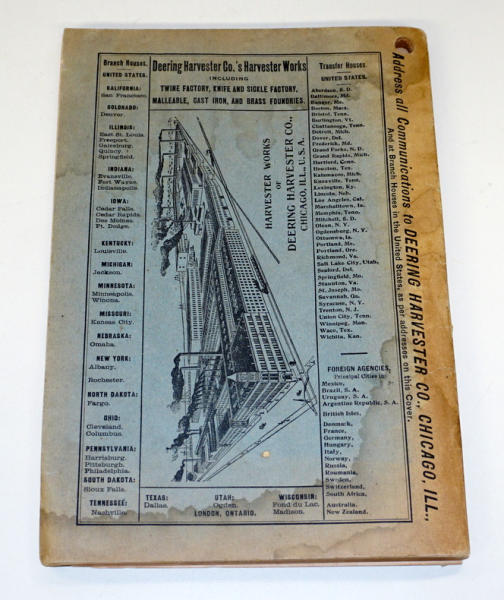 Branch Houses.
UNITED STATES.
CALIFORNIA:
San Francisco.
COLORADO:
Denver.
ILLINOIS:
East St. Louis.
Freeport.
Galesburg.
Quincy.
Springfield.
INDIANA:
Evansville.
Fort Wayne.
Indianapolis.
IOWA:
Cedar Falls.
Cedar Rapids.
Des Moines.
Ft. Dodge.
KENTUCKY:
Louisville.
MICHIGAN:
Jackson.
MINNESOTA:
Minneapolis.
Winona.
MISSOURI:
Kansas City.
NEBRASKA:
Omaha.
NEW YORK:
Albany.
Rochester.
NORTH DAKOTA:
Fargo.
OHIO:
Cleveland.
Columbus.
PENNSYLVANIA:
Harrisburg.
Pittsburgh.
Philadelphia.
SOUTH DAKOTA:
Sioux Falls.
TENNESSEE:
Nashville.
Deering Harvester Co.'s Harvester Works
INCLUDING
TWINE FACTORY, KNIFE AND SICKLE FACTORY,
MALLEABLE, CAST IRON, AND BRASS FOUNDRIES.
HARVESTER WORKS
OF
DEERING HARVESTER CO.,
CHICAGO, ILL., U.S.A.
TEXAS:
Dallas.
UTAH:
Ogden.
LONDON, ONTARIO.
WISCONSIN:
Fond du Lac.
Madison.
Transfer Houses.
UNITED STATES.
Aberdeen, S. D.
Baltimore, Md.
Bangor, Me.
Boston, Mass.
Bristol, Tenn.
Burlington, Vt.
Chattanooga, Tenn.
Detroit, Mich.
Dover, Del.
Frederick, Md.
Grand Forks, N. D.
Grand Rapids, Mich.
Hartford, Conn.
Houston, Tex.
Kalamazoo, Mich.
Knoxville, Tenn.
Lexington, Ky.
Lincoln, Neb.
Los Angeles, Cal.
Marshalltown, Ia.
Memphis, Tenn.
Mitchell, S. D.
Olean, N. Y.
Ogdensburg, N. Y.
Ottumwa, Ia.
Portland, Me.
Portland, Ore.
Richmond, Va.
Salt Lake City, Utah.
Seaford, Del.
Springfield, Mo.
Staunton, Va.
St. Joseph, Mo.
Savannah, Ga.
Syracuse, N. Y.
Trenton, N. J.
Union City, Tenn.
Winnipeg, Man.
Waco, Tex.
Wichita, Kan.
FOREIGN AGENCIES,
Principal Cities in
Mexico,
Brazil, S. A.
Uruguay, S. A.
Argentine Republic, S. A.
British Isles,
Denmark,
France,
Germany,
Hungary,
Italy,
Norway,
Russia,
Roumania,
Sweden,
Switzerland,
South Africa,
Australia,
New Zealand.
Address all Communications to DEERING HARVESTER CO., CHICAGO, ILL.,
And at Branch Houses in the United States, as per addresses on this Cover.